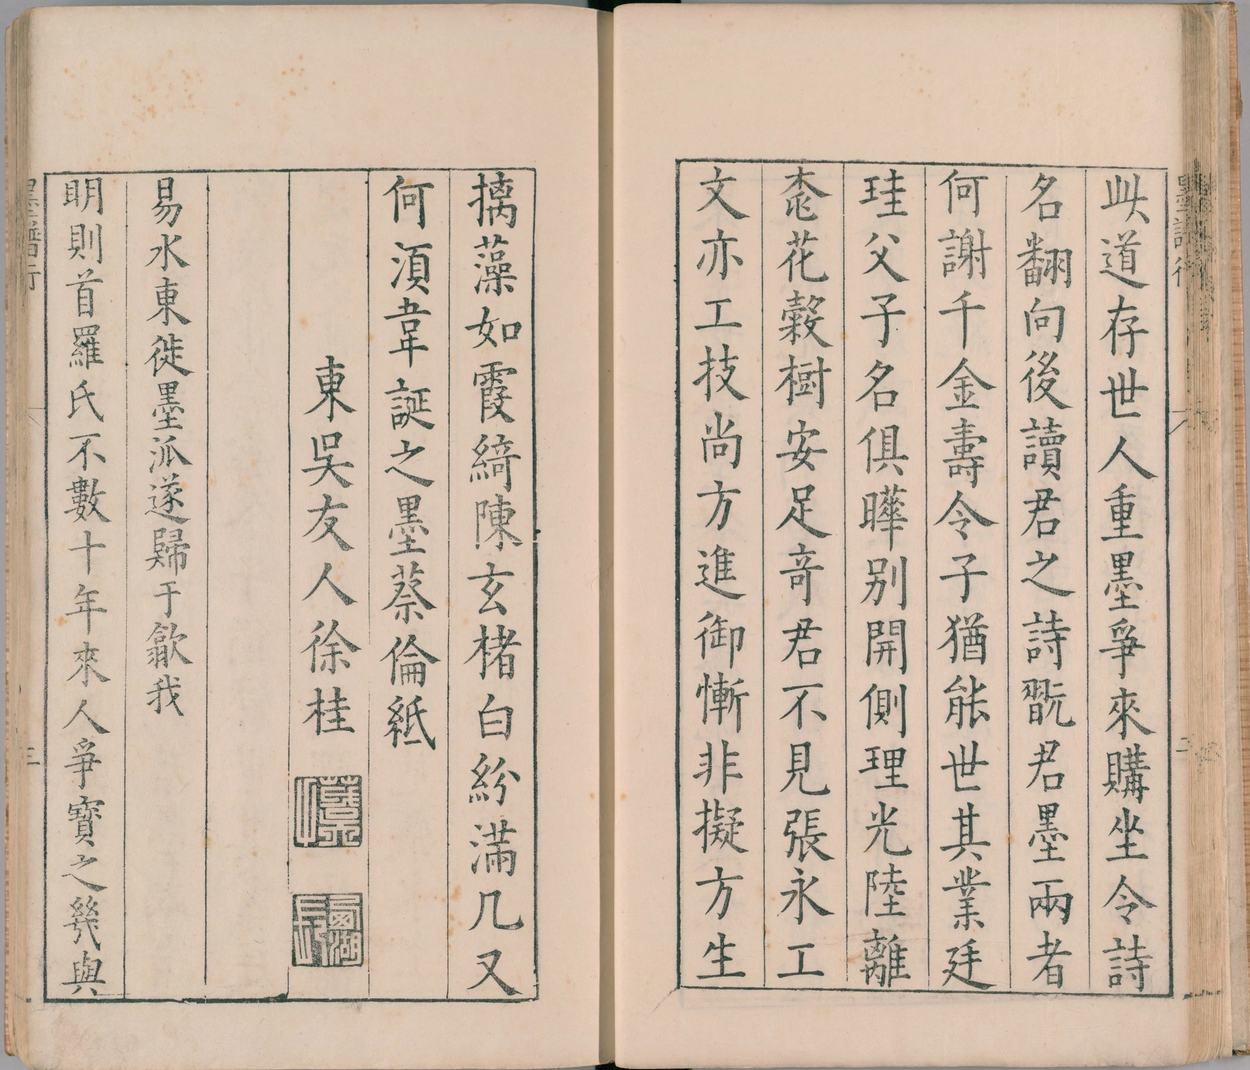 此道存世人重墨爭來購坐令詩
名翻向後讀君之詩翫君墨兩者
何謝千金壽令子猶能世其業廷
珪父子名俱曄別開側理光陸離
花穀樹安足竒君不見張永工
文亦工技尚方進御慚非擬方生
摛藻如霞綺陳玄楮白紛滿几又
何湏韋誕之墨蔡倫紙
東吳友人徐桂
易水東徙墨派遂歸于歙我
明則首羅氏不數十年來人爭寶之幾與